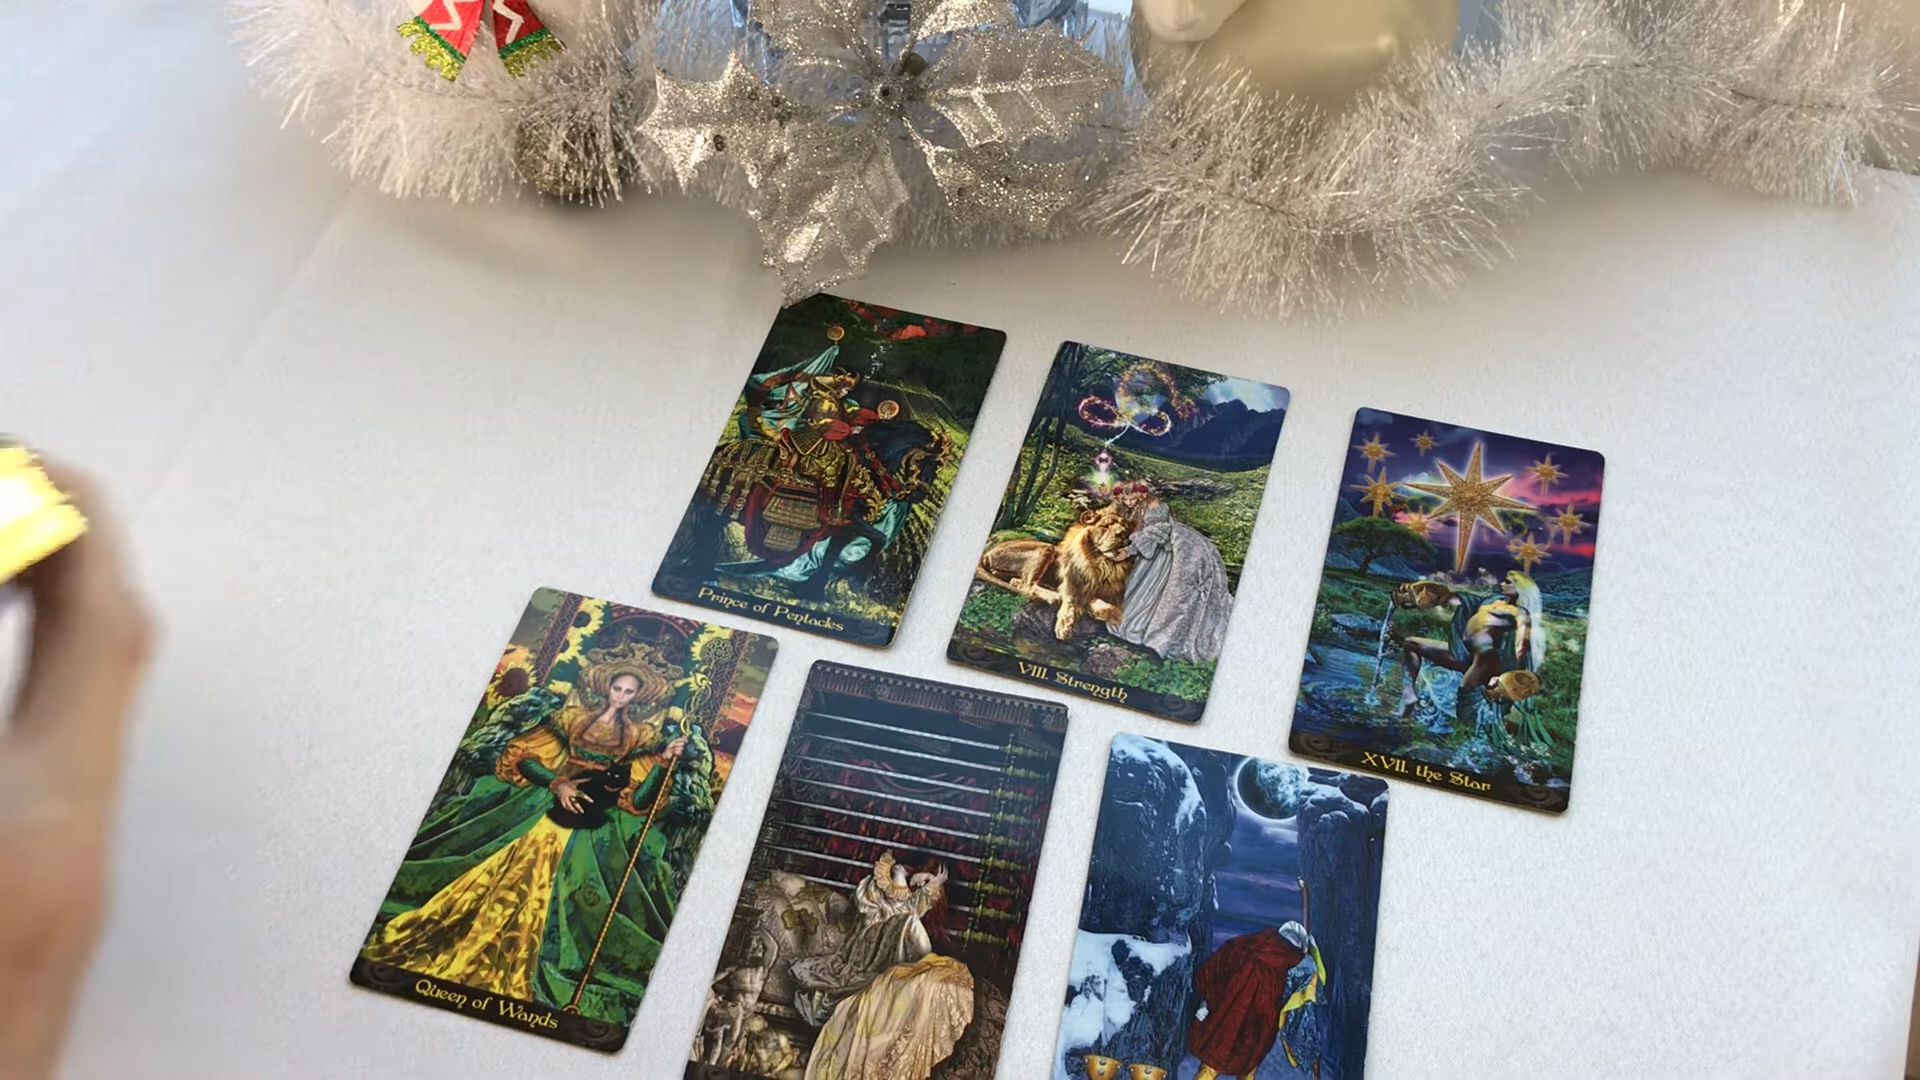 Prince of Pentacles
VIII. Strength
XVII. the Star
Queen of Wands